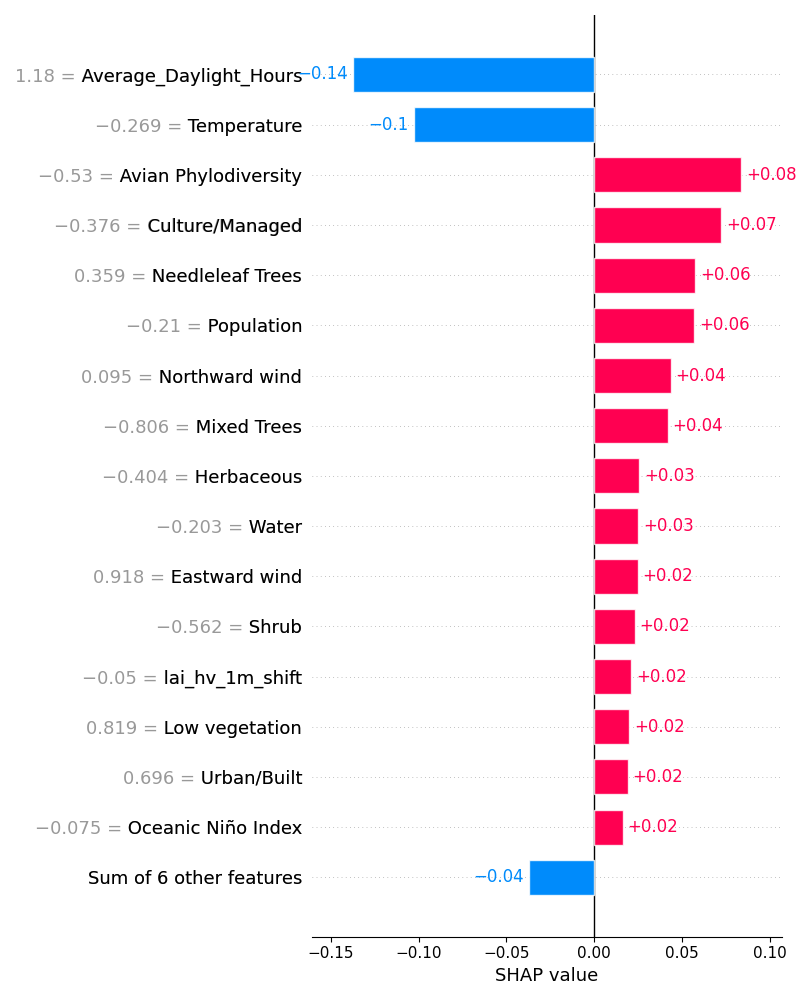 1.18 = Average_Daylight_Hours −0.14
−0.269 = Temperature −0.1
−0.53 = Avian Phylodiversity +0.08
−0.376 = Culture/Managed +0.07
0.359 = Needleleaf Trees +0.06
−0.21 = Population +0.06
0.095 = Northward wind +0.04
−0.806 = Mixed Trees +0.04
−0.404 = Herbaceous +0.03
−0.203 = Water +0.03
0.918 = Eastward wind +0.02
−0.562 = Shrub +0.02
−0.05 = lai_hv_1m_shift +0.02
0.819 = Low vegetation +0.02
0.696 = Urban/Built +0.02
−0.075 = Oceanic Niño Index +0.02
Sum of 6 other features −0.04
−0.15 −0.10 −0.05 0.00 0.05 0.10
SHAP value